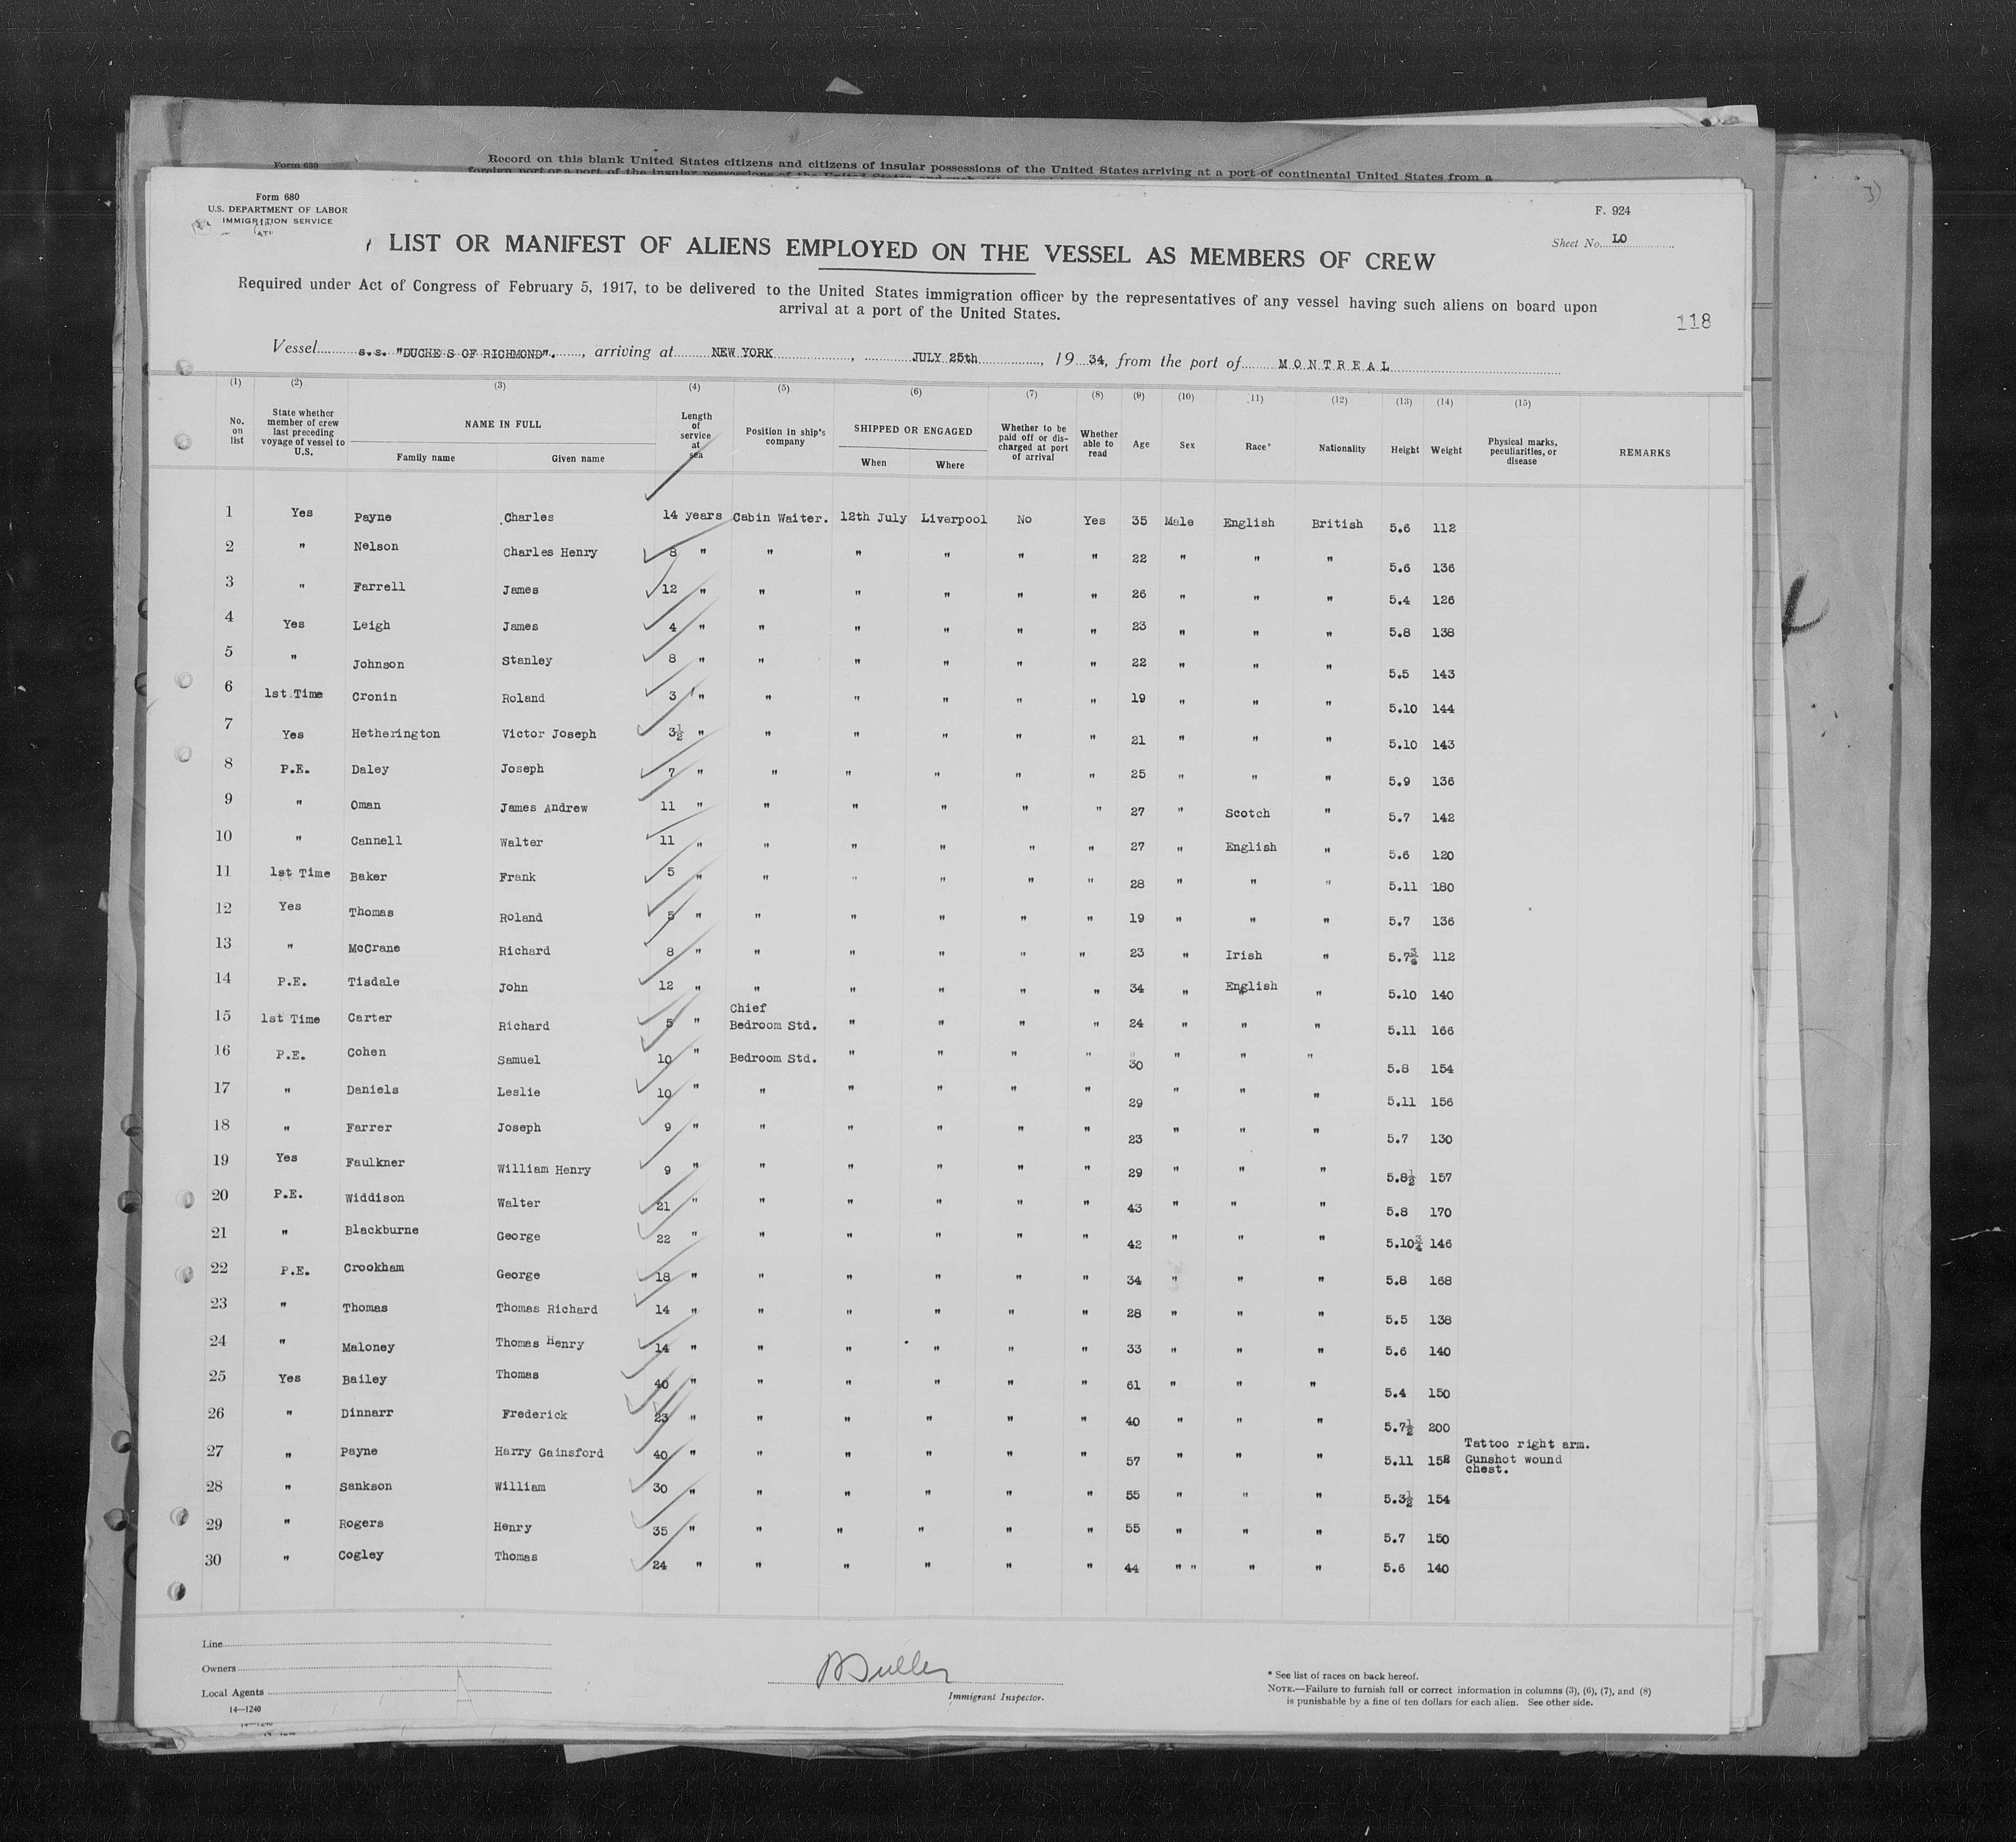 Form 630
Record on this blank United States citizens and citizens of insular possessions of the United States arriving at a port of continental United States from a
Form 680
U.S. DEPARTMENT OF LABOR
IMMIGRATION SERVICE
F. 924
Sheet No. LO
LIST OR MANIFEST OF ALIENS EMPLOYED ON THE VESSEL AS MEMBERS OF CREW
Required under Act of Congress of February 5, 1917, to be delivered to the United States immigration officer by the representatives of any vessel having such aliens on board upon
arrival at a port of the United States.
118
Vessel s.s. "DUCHE S OF RICHMOND". , arriving at NEW YORK , JULY 25th , 19 34, from the port of MONTREAL
(1) (2) (3) (4) (5) (6) (7) (8) (9) (10) (11) (12) (13) (14) (15)
No. on list State whether member of crew last preceding voyage of vessel to U.S. NAME IN FULL Length of service at sea Position in ship's company SHIPPED OR ENGAGED Whether to be paid off or discharged at port of arrival Whether able to read Age Sex Race* Nationality Height Weight Physical marks, peculiarities, or disease REMARKS
Family name Given name When Where
1 Yes Payne Charles 14 years Cabin Waiter. 12th July Liverpool No Yes 35 Male English British 5.6 112
2 " Nelson Charles Henry 8 " " " " " " 22 " " " 5.6 136
3 " Farrell James 12 " " " " " " 26 " " " 5.4 126
4 Yes Leigh James 4 " " " " " " 23 " " " 5.8 138
5 " Johnson Stanley 8 " " " " " " 22 " " " 5.5 143
6 1st Time Cronin Roland 3 " " " " " " 19 " " " 5.10 144
7 Yes Hetherington Victor Joseph 3½ " " " " " " 21 " " " 5.10 143
8 P.E. Daley Joseph 7 " " " " " " 25 " " " 5.9 136
9 " Oman James Andrew 11 " " " " " " 27 " Scotch " 5.7 142
10 " Cannell Walter 11 " " " " " " 27 " English " 5.6 120
11 1st Time Baker Frank 5 " " " " " " 28 " " " 5.11 180
12 Yes Thomas Roland 5 " " " " " " 19 " " " 5.7 136
13 " McCrane Richard 8 " " " " " " 23 " Irish " 5.7¾ 112
14 P.E. Tisdale John 12 " " " " " " 34 " English " 5.10 140
15 1st Time Carter Richard 5 " Chief Bedroom Std. " " " " 24 " " " 5.11 166
16 P.E. Cohen Samuel 10 " Bedroom Std. " " " " 30 " " " 5.8 154
17 " Daniels Leslie 10 " " " " " " 29 " " " 5.11 156
18 " Farrer Joseph 9 " " " " " " 23 " " " 5.7 130
19 Yes Faulkner William Henry 9 " " " " " " 29 " " " 5.8½ 157
20 P.E. Widdison Walter 21 " " " " " " 43 " " " 5.8 170
21 " Blackburne George 22 " " " " " " 42 " " " 5.10¾ 146
22 P.E. Crookham George 18 " " " " " " 34 " " " 5.8 168
23 " Thomas Thomas Richard 14 " " " " " " 28 " " " 5.5 138
24 " Maloney Thomas Henry 14 " " " " " " 33 " " " 5.6 140
25 Yes Bailey Thomas 40 " " " " " " 61 " " " 5.4 150
26 " Dinnarr Frederick 23 " " " " " " 40 " " " 5.7½ 200
27 " Payne Harry Gainsford 40 " " " " " " 57 " " " 5.11 Tattoo right arm. Gunshot wound chest.
28 " Sankson William 30 " " " " " " 55 " " " 5.3½ 154
29 " Rogers Henry 35 " " " " " " 55 " " " 5.7 150
30 " Cogley Thomas 24 " " " " " " 44 " " " " 5.6 140
Line
Owners
Local Agents
14—1240
Immigrant Inspector.
* See list of races on back hereof.
NOTE.—Failure to furnish full or correct information in columns (3), (6), (7), and (8)
is punishable by a fine of ten dollars for each alien. See other side.